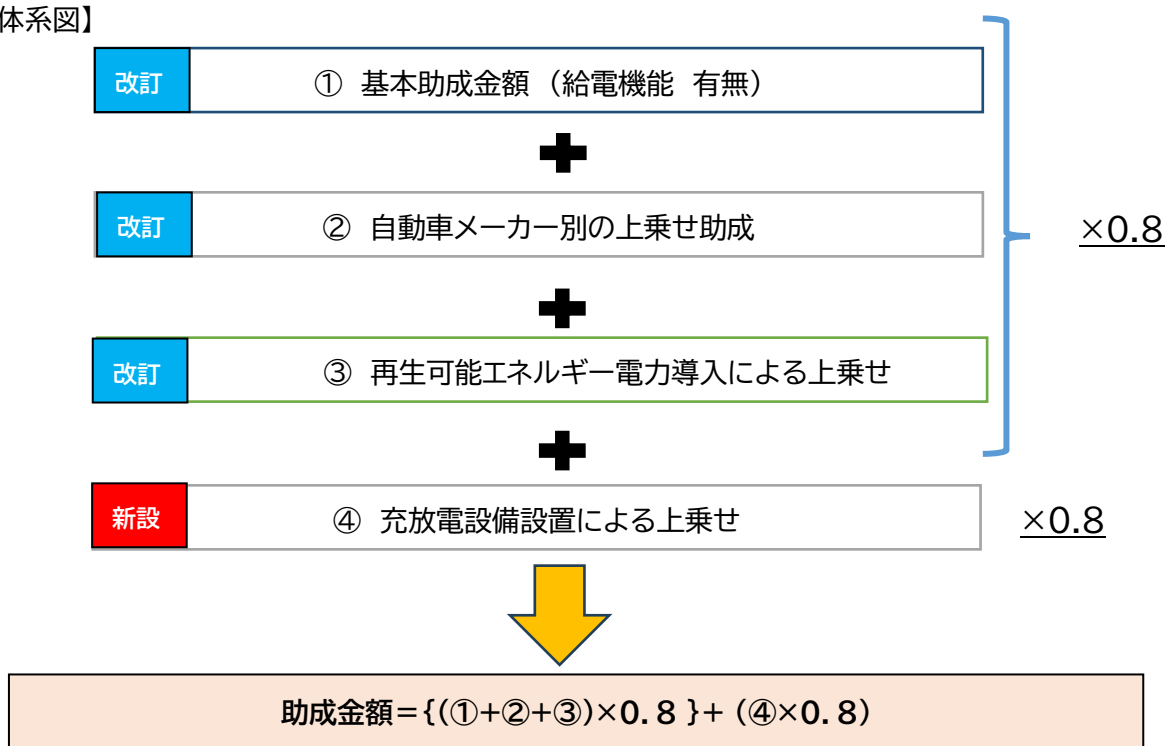 体系図】
改訂 ① 基本助成金額（給電機能 有無）
改訂 ② 自動車メーカー別の上乗せ助成
×0.8
改訂 ③ 再生可能エネルギー電力導入による上乗せ
新設 ④ 充放電設備設置による上乗せ ×0.8
助成金額＝{(①+②+③)×0.8 }+ (④×0.8)